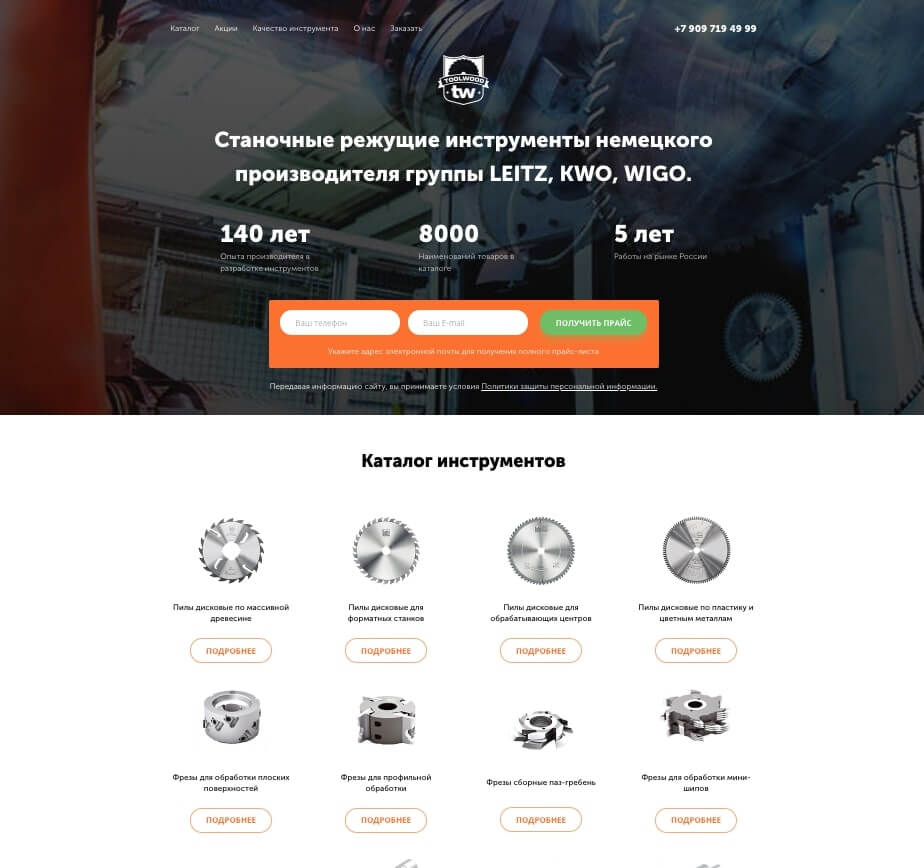 Каталог Акции Качество инструмента О нас Заказать +7 909 719 49 99
TOOLWOOD
tw
Станочные режущие инструменты немецкого
производителя группы LEITZ, KWO, WIGO.
140 лет 8000 5 лет
Опыта производителя в Наименований товаров в Работы на рынке России
разработке инструментов каталоге
Ваш телефон Ваш E-mail ПОЛУЧИТЬ ПРАЙС
Укажите адрес электронной почты для получения полного прайс-листа
Передавая информацию сайту, вы принимаете условия Политики защиты персональной информации.
Каталог инструментов
Пилы дисковые по массивной Пилы дисковые для Пилы дисковые для Пилы дисковые по пластику и
древесине форматных станков обрабатывающих центров цветным металлам
ПОДРОБНЕЕ ПОДРОБНЕЕ ПОДРОБНЕЕ ПОДРОБНЕЕ
Фрезы для обработки плоских Фрезы для профильной Фрезы сборные паз-гребень Фрезы для обработки мини-
поверхностей обработки шипов
ПОДРОБНЕЕ ПОДРОБНЕЕ ПОДРОБНЕЕ ПОДРОБНЕЕ